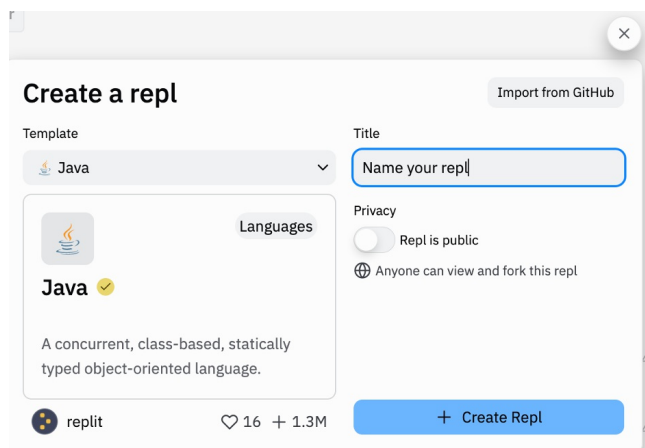 Create a repl
Import from GitHub
Template
Title
Java
Name your repl
Languages
Privacy
Repl is public
Java
Anyone can view and fork this repl
A concurrent, class-based, statically
typed object-oriented language.
replit
16
1.3M
+ Create Repl